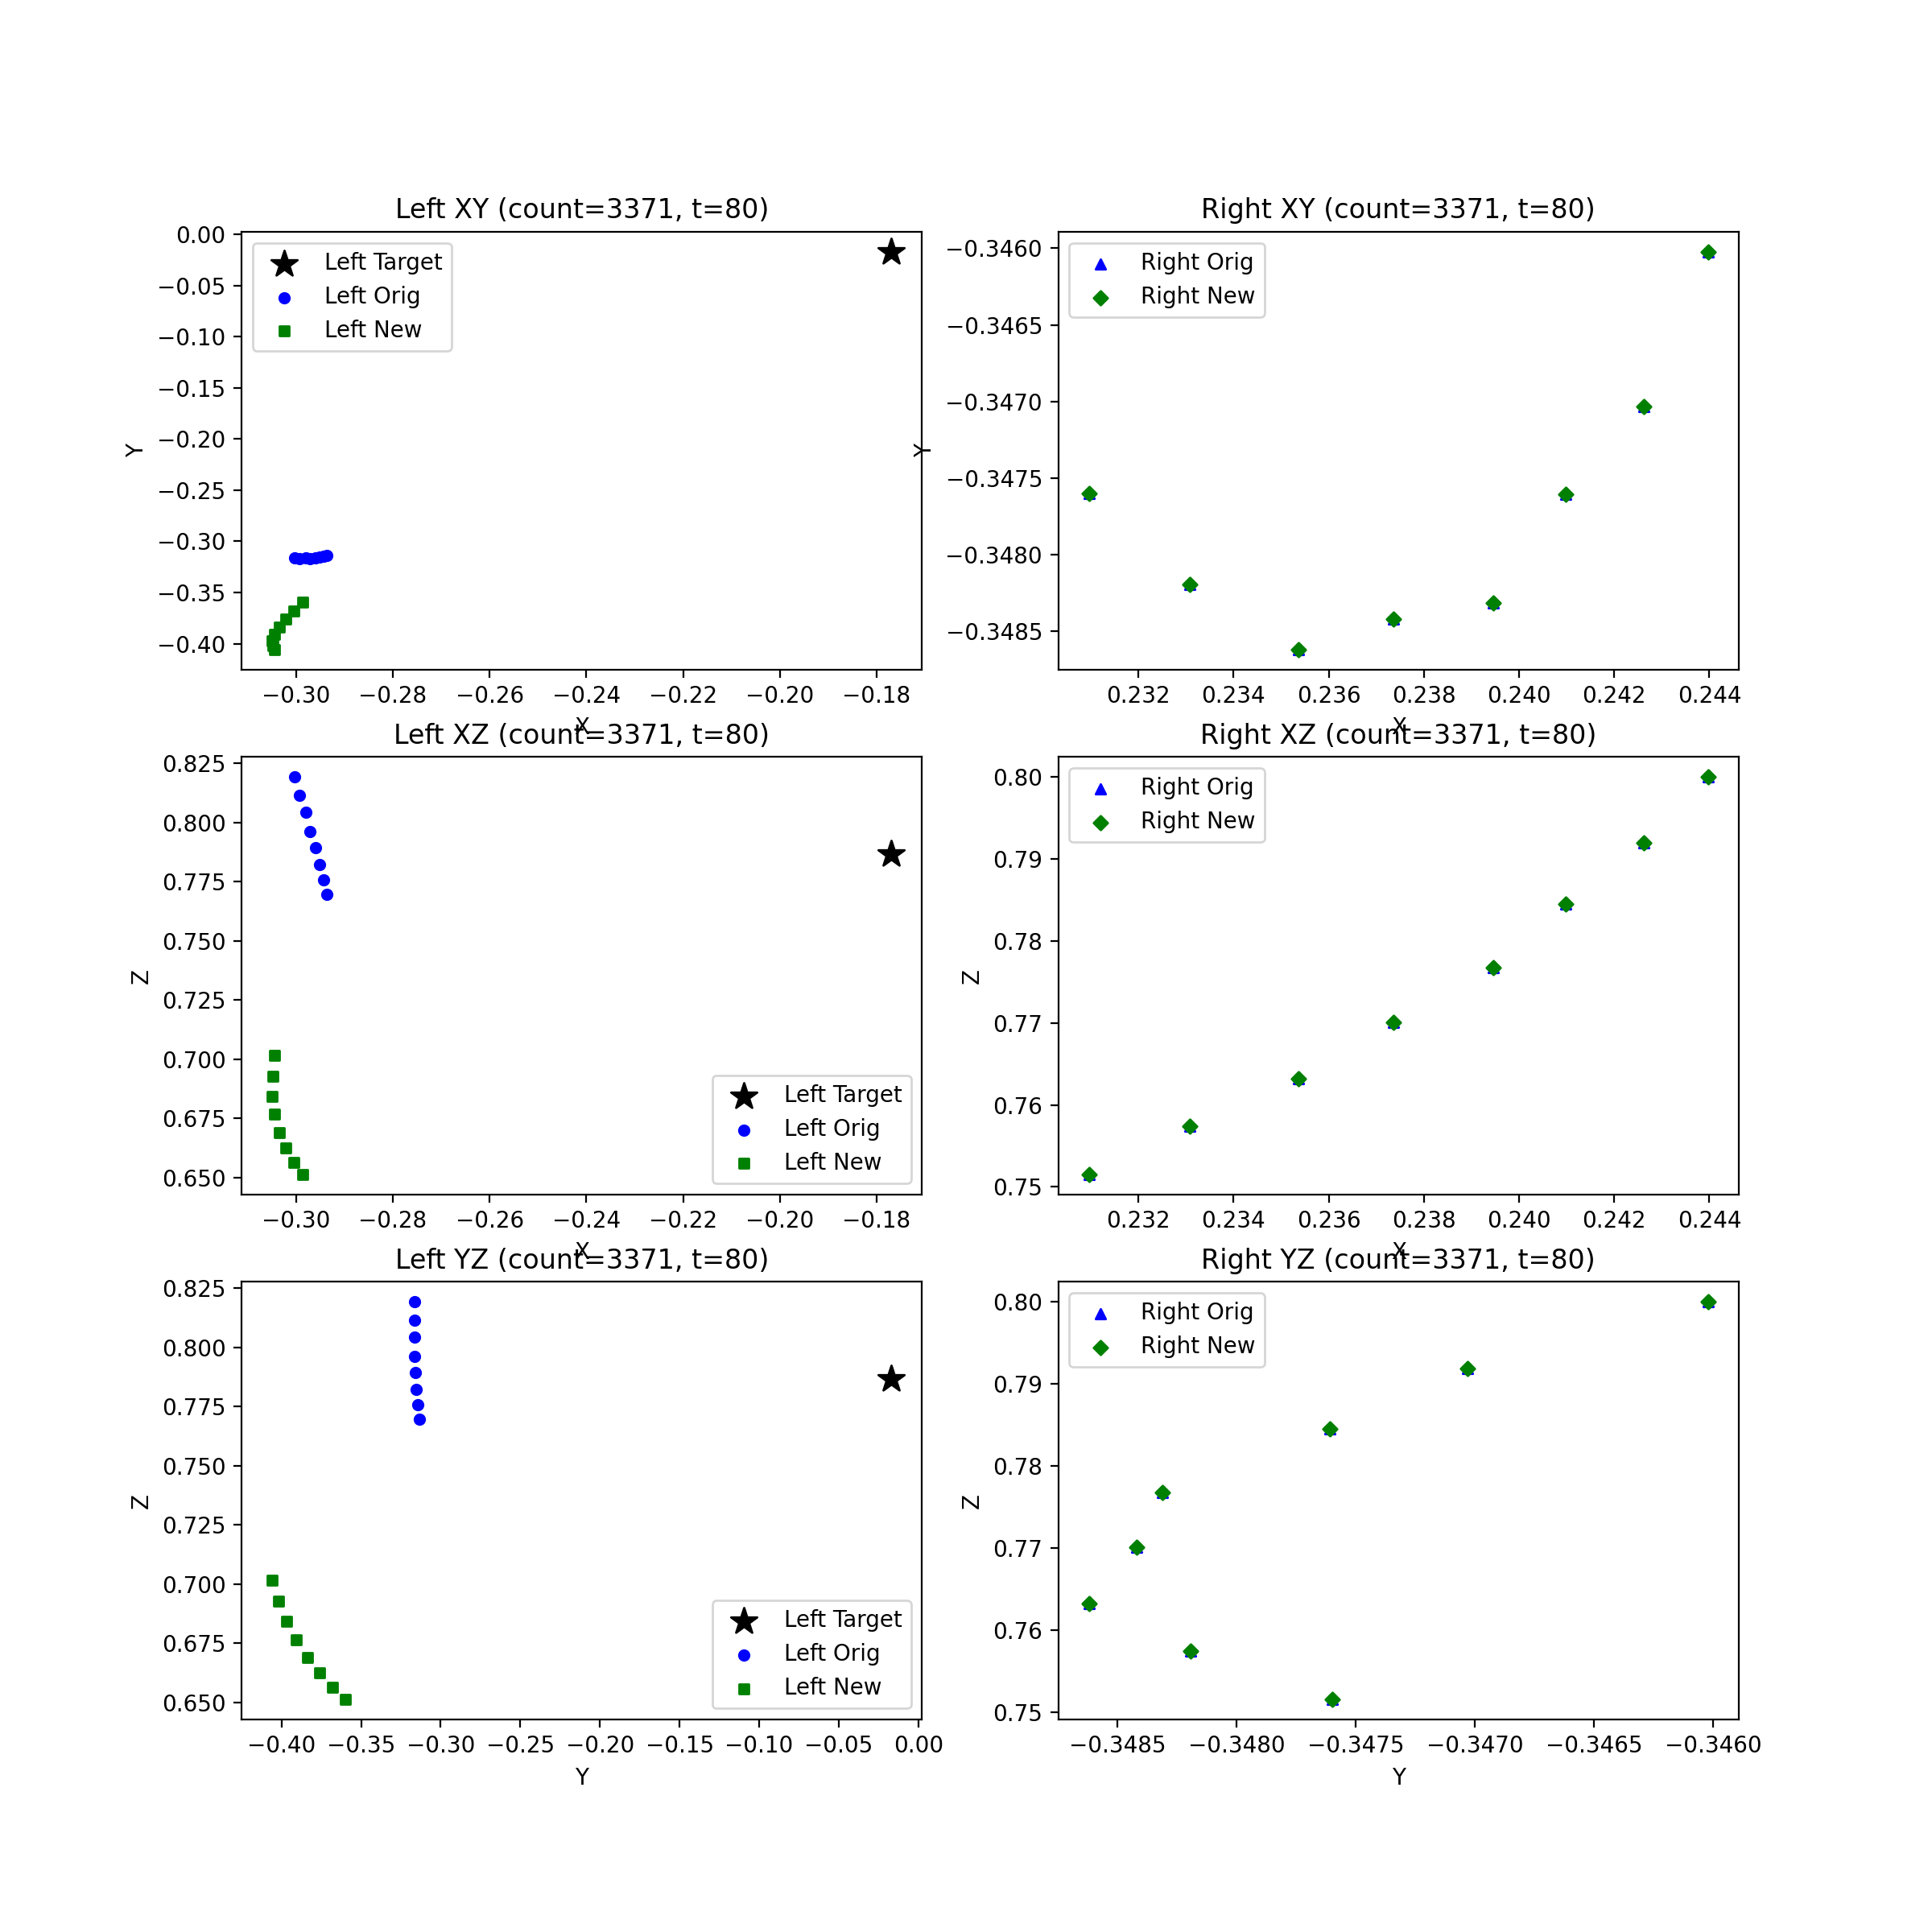 Left XY (count=3371, t=80)
Right XY (count=3371, t=80)
Left Target
Left Orig
Left New
Right Orig
Right New
0.00
−0.05
−0.10
−0.15
−0.20
−0.25
−0.30
−0.35
−0.40
Y
−0.30 −0.28 −0.26 −0.24 −0.22 −0.20 −0.18
X
−0.3460
−0.3465
−0.3470
−0.3475
−0.3480
−0.3485
Y
0.232 0.234 0.236 0.238 0.240 0.242 0.244
X
Left XZ (count=3371, t=80)
Right XZ (count=3371, t=80)
0.825
0.800
0.775
0.750
0.725
0.700
0.675
0.650
Z
Left Target
Left Orig
Left New
−0.30 −0.28 −0.26 −0.24 −0.22 −0.20 −0.18
X
Right Orig
Right New
0.80
0.79
0.78
0.77
0.76
0.75
Z
0.232 0.234 0.236 0.238 0.240 0.242 0.244
X
Left YZ (count=3371, t=80)
Right YZ (count=3371, t=80)
0.825
0.800
0.775
0.750
0.725
0.700
0.675
0.650
Z
Left Target
Left Orig
Left New
−0.40 −0.35 −0.30 −0.25 −0.20 −0.15 −0.10 −0.05 0.00
Y
Right Orig
Right New
0.80
0.79
0.78
0.77
0.76
0.75
Z
−0.3485 −0.3480 −0.3475 −0.3470 −0.3465 −0.3460
Y